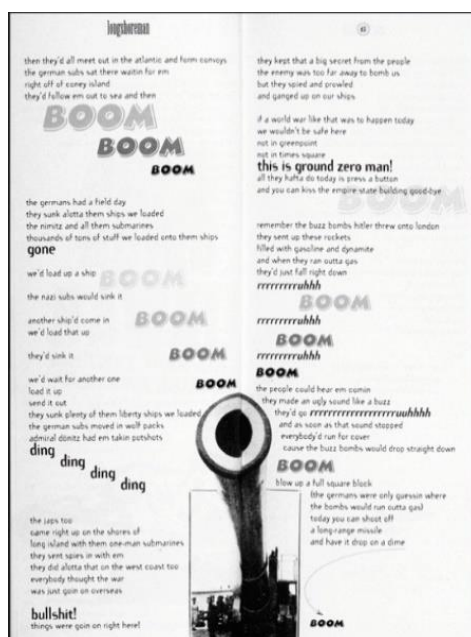 longshoreman
then they'd all meet out in the atlantic and form convoys
the german subs sat there waitin for em
right off of coney island
they'd follow em out to sea and then
BOOM
BOOM
BOOM
the germans had a field day
they sunk alotta them ships we loaded
the nimitz and all them submarines
thousands of tons of stuff we loaded onto them ships
gone
we'd load up a ship BOOM
the nazi subs would sink it
another ship'd come in BOOM
we'd load that up
they'd sink it BOOM
we'd wait for another one BOOM
load it up
send it out
they sunk plenty of them liberty ships we loaded
the german subs moved in wolf packs
admiral dönitz had em takin potshots
ding
ding
ding
ding
the japs too
came right up on the shores of
long island with them one-man submarines
they sent spies in with em
they did alotta that on the west coast too
everybody thought the war
was just goin on overseas
bullshit!
things were goin on right here!
they kept that a big secret from the people
the enemy was too far away to bomb us
but they spied and prowled
and ganged up on our ships
if a world war like that was to happen today
we wouldn't be safe here
not in greenpoint
not in times square
this is ground zero man!
all they hafta do today is press a button
and you can kiss the empire state building good-bye
BOOM
remember the buzz bombs hitler threw onto london
they sent up these rockets
filled with gasoline and dynamite
and when they ran outta gas
they'd just fall right down
rrrrrrrrruhhh
BOOM
rrrrrrrrruhhh
BOOM
rrrrrrrrruhhh
BOOM
the people could hear em comin
they made an ugly sound like a buzz
they'd go rrrrrrrrrrrrrrrrrrrruuhhhh
and as soon as that sound stopped
everybody'd run for cover
cause the buzz bombs would drop straight down
BOOM
blow up a full square block
(the germans were only guessin where
the bombs would run outta gas)
today you can shoot off
a long-range missile
and have it drop on a dime
BOOM